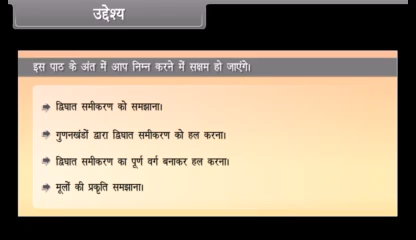 उद्देश्य
इस पाठ के अंत में आप निम्न करने में सक्षम हो जाएंगे।
द्विघात समीकरण को समझाना।
गुणनखंडों द्वारा द्विघात समीकरण को हल करना।
द्विघात समीकरण का पूर्ण वर्ग बनाकर हल करना।
मूलों की प्रकृति समझाना।